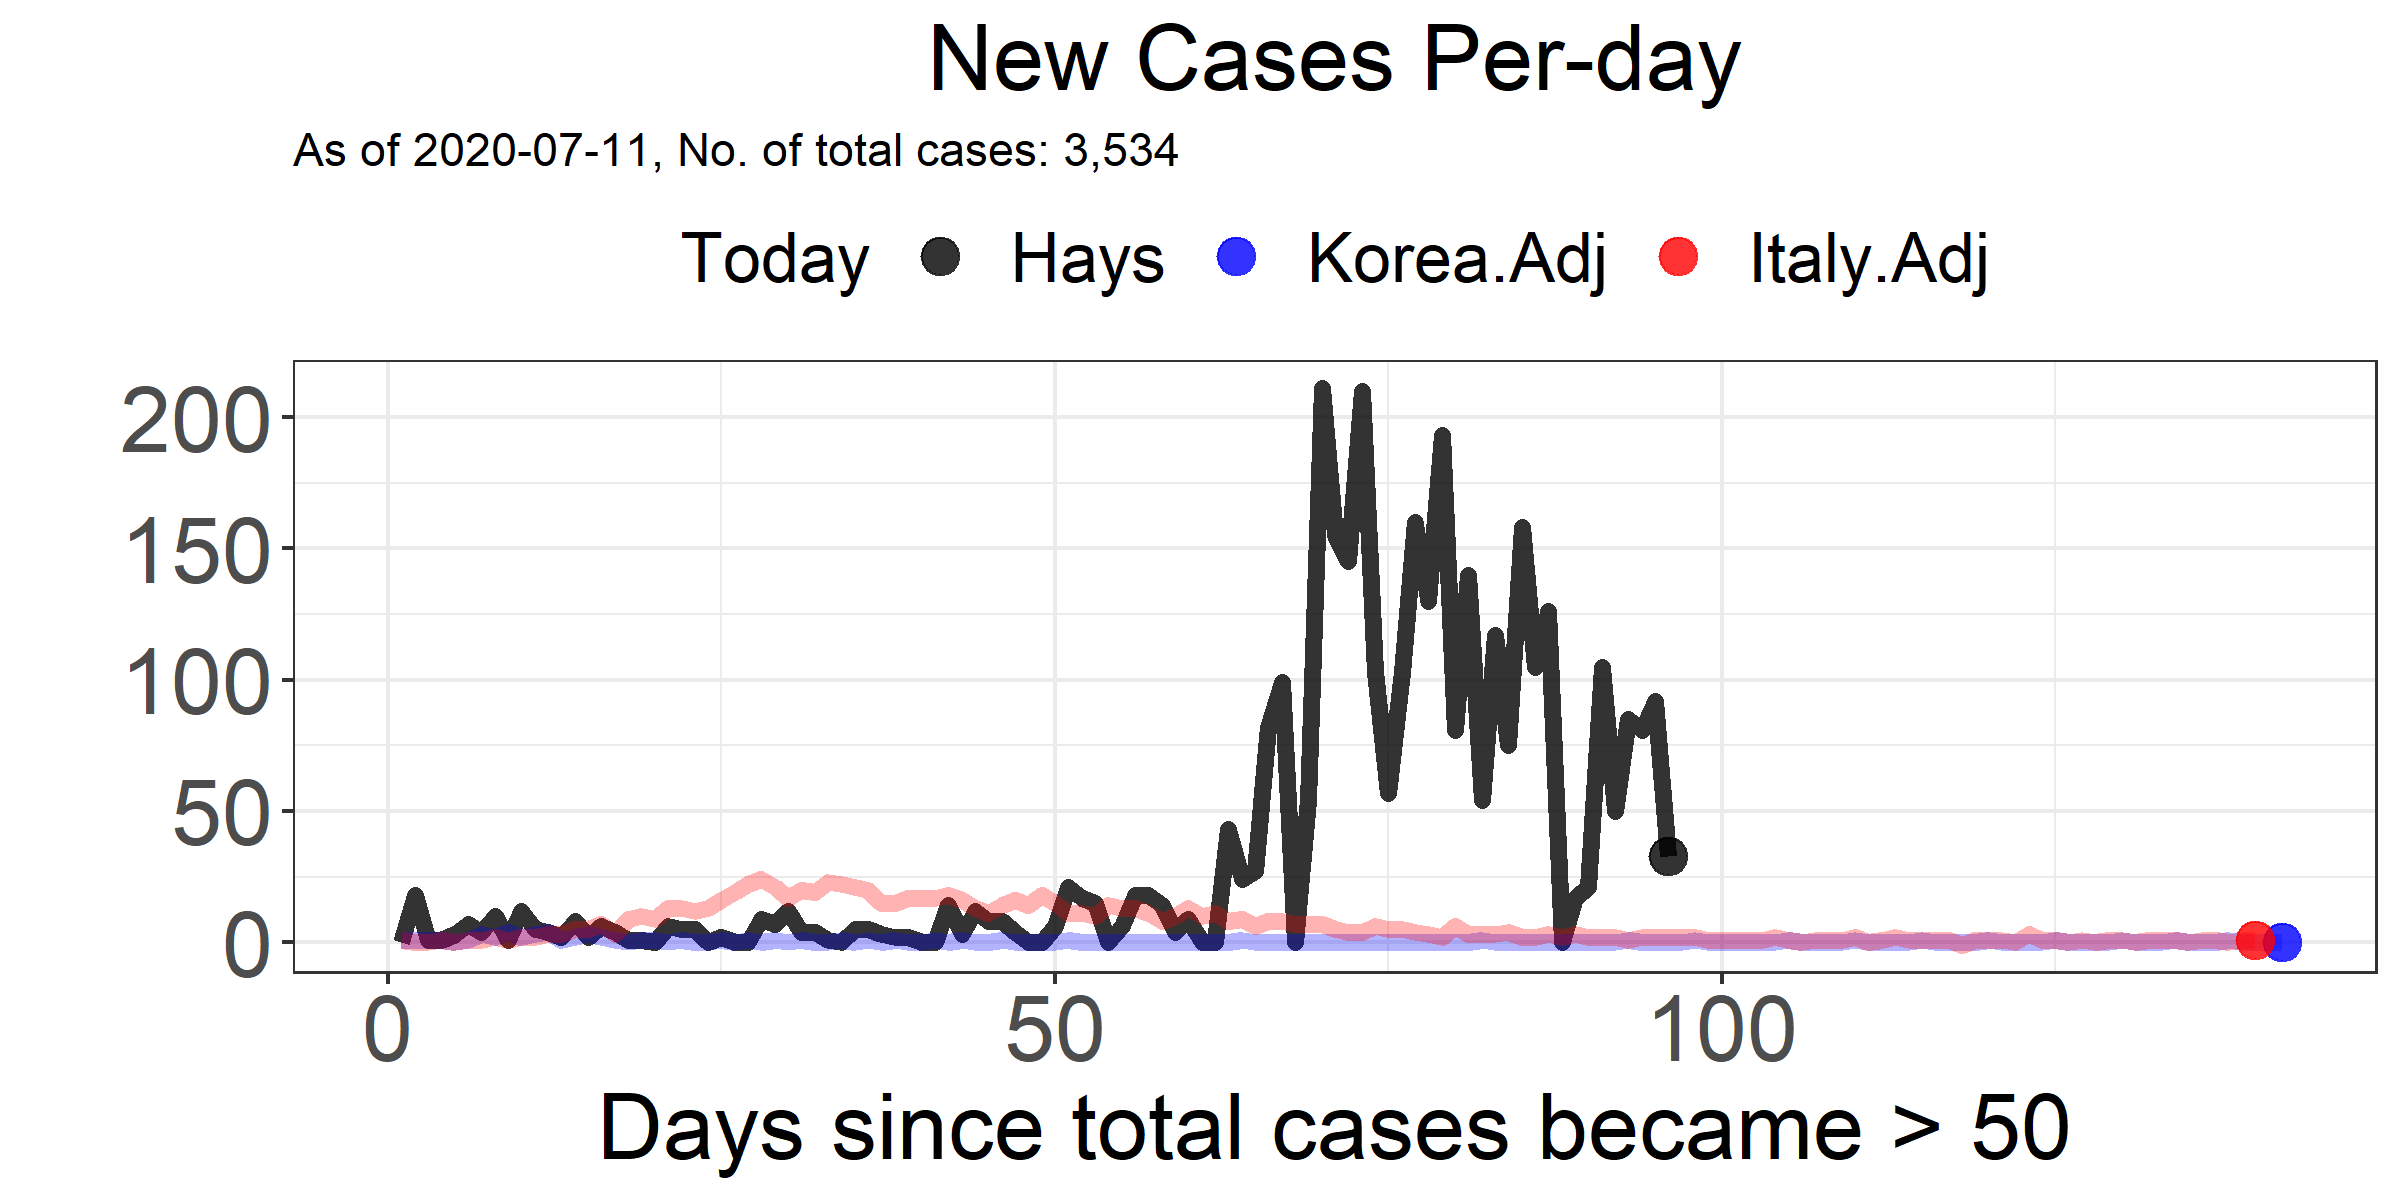 New Cases Per-day
As of 2020-07-11, No. of total cases: 3,534
Today Hays Korea.Adj Italy.Adj
200
150
100
50
0
0 50 100
Days since total cases became > 50